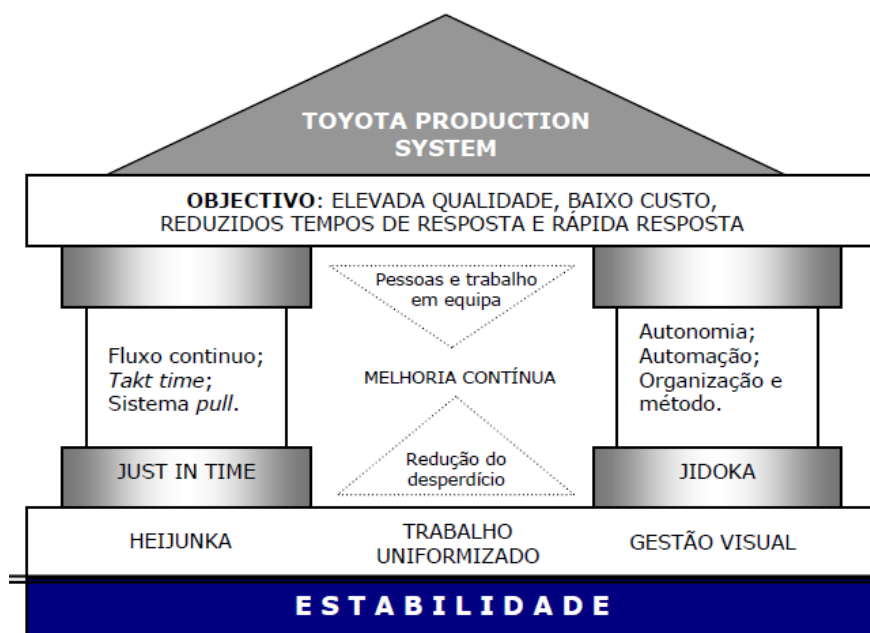 TOYOTA PRODUCTION
SYSTEM
OBJECTIVO: ELEVADA QUALIDADE, BAIXO CUSTO,
REDUZIDOS TEMPOS DE RESPOSTA E RÁPIDA RESPOSTA
Pessoas e trabalho
em equipa
Fluxo continuo;
Takt time;
Sistema pull.
MELHORIA CONTÍNUA
Autonomia;
Automação;
Organização e
método.
JUST IN TIME
Redução do
desperdício
JIDOKA
HEIJUNKA
TRABALHO
UNIFORMIZADO
GESTÃO VISUAL
ESTABILIDADE